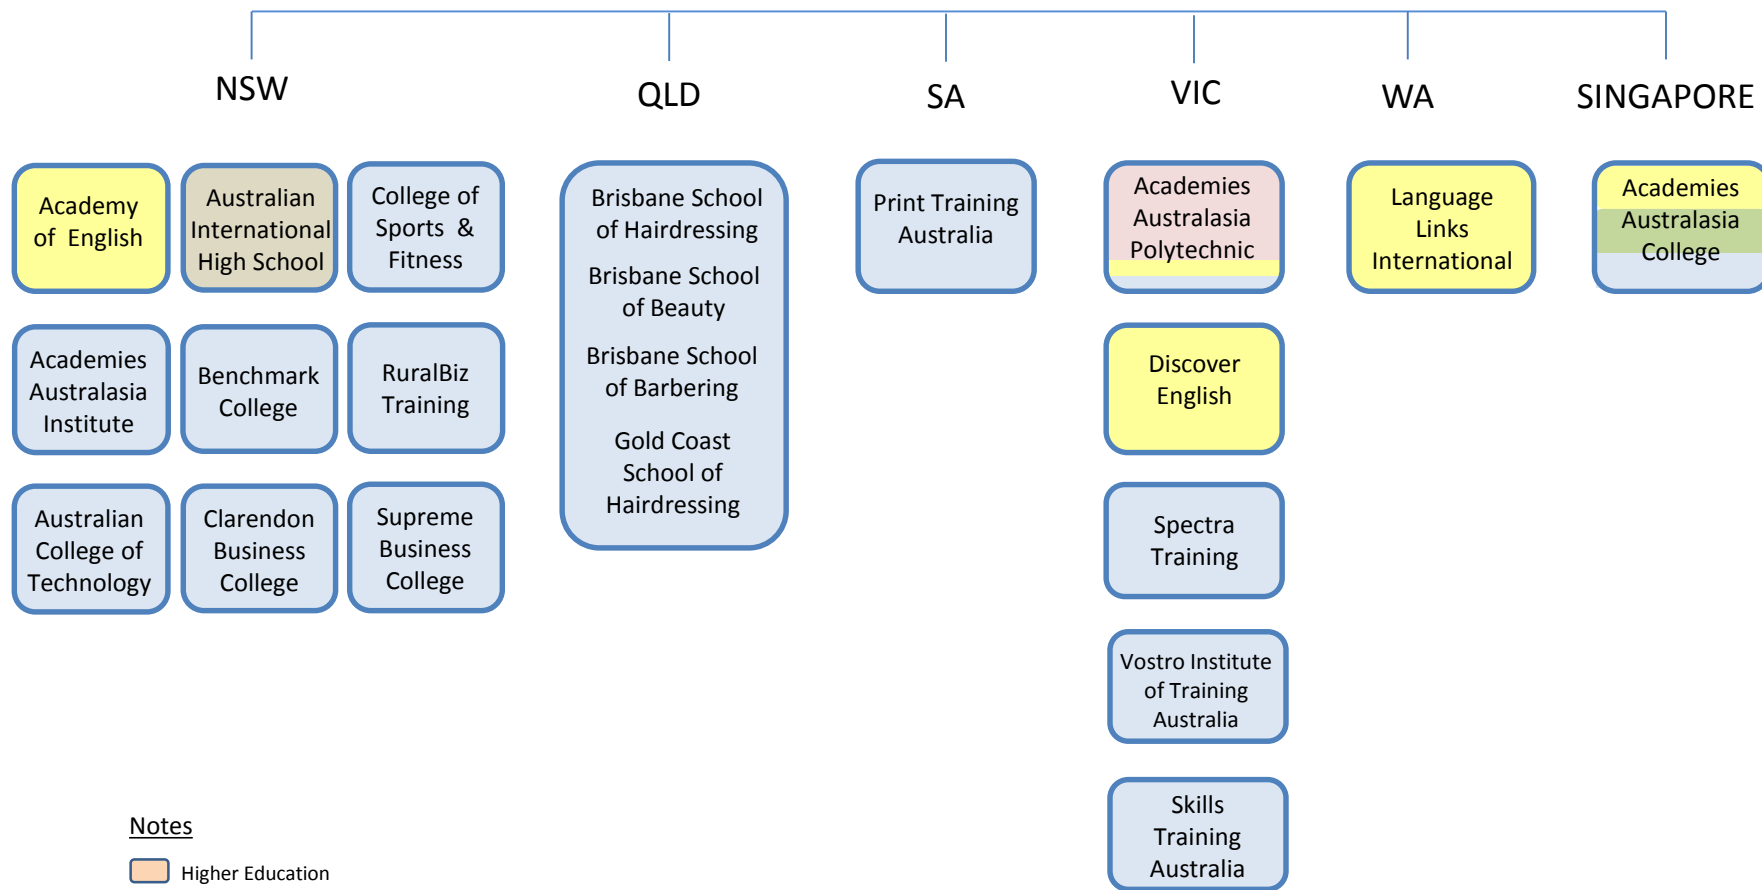 NSW
QLD
SA
VIC
WA
SINGAPORE
Academy
of English
Australian
International
High School
College of
Sports &
Fitness
Academies
Australasia
Institute
Benchmark
College
RuralBiz
Training
Australian
College of
Technology
Clarendon
Business
College
Supreme
Business
College
Brisbane School
of Hairdressing
Brisbane School
of Beauty
Brisbane School
of Barbering
Gold Coast
School of
Hairdressing
Print Training
Australia
Academies
Australasia
Polytechnic
Discover
English
Spectra
Training
Vostro Institute
of Training
Australia
Skills
Training
Australia
Language
Links
International
Academies
Australasia
College
Notes
Higher Education